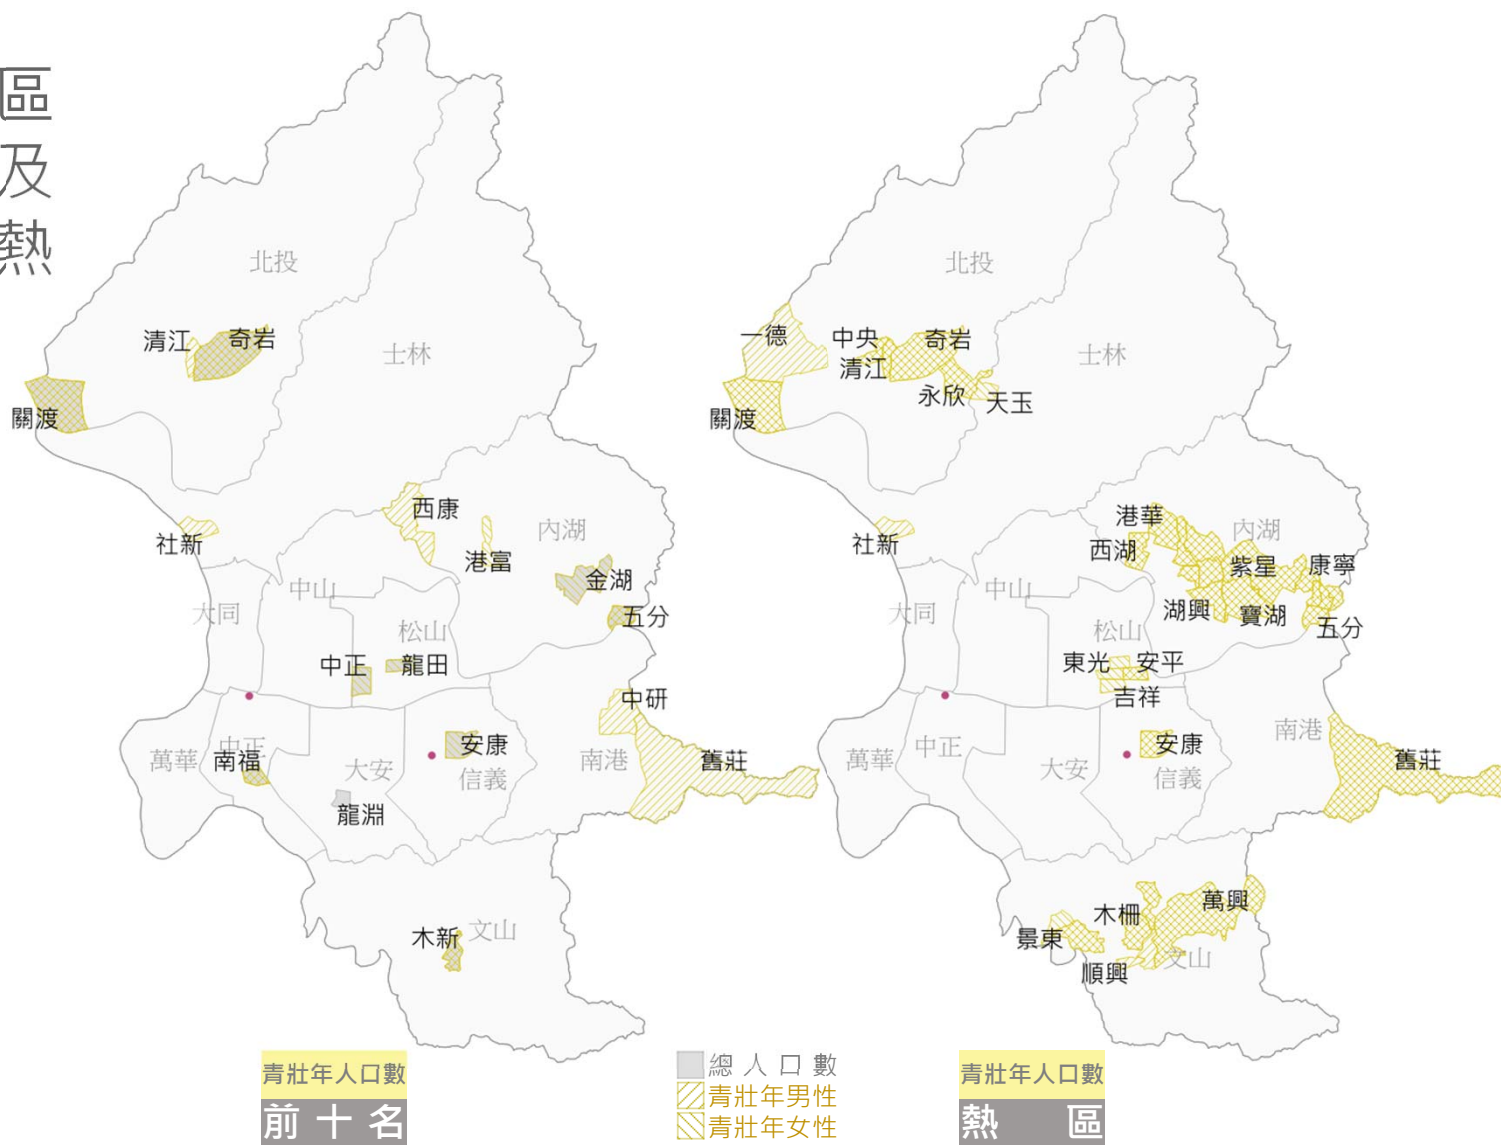 區
及
熱
北投
清江
奇岩
士林
關渡
社新
西康
內湖
港富
金湖
五分
中山
大同
松山
中正
龍田
中研
萬華
中正
南福
大安
安康
信義
南港
舊莊
龍淵
木新
文山
青壯年人口數
前十名
總人口數
青壯年男性
青壯年女性
北投
一德
中央
奇岩
清江
士林
永欣
天玉
關渡
社新
港華
內湖
西湖
紫星
康寧
中山
大同
湖興
寶湖
五分
松山
東光
安平
吉祥
萬華
中正
大安
安康
信義
南港
舊莊
木柵
萬興
景東
順興
文山
青壯年人口數
熱區